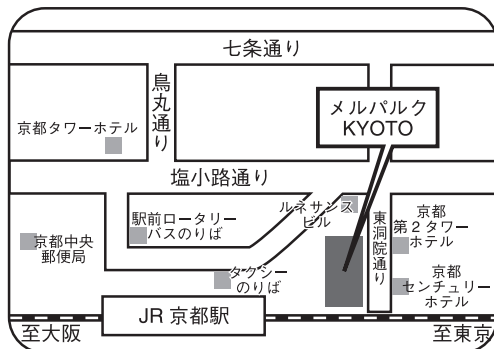 七条通り
烏丸通り
メルパルク
KYOTO
京都タワーホテル
塩小路通り
ルネサンス
ビル
駅前ロータリー
バスのりば
東洞院通り
京都
第2タワー
ホテル
京都中央
郵便局
タクシー
のりば
京都
センチュリー
ホテル
JR 京都駅
至大阪
至東京